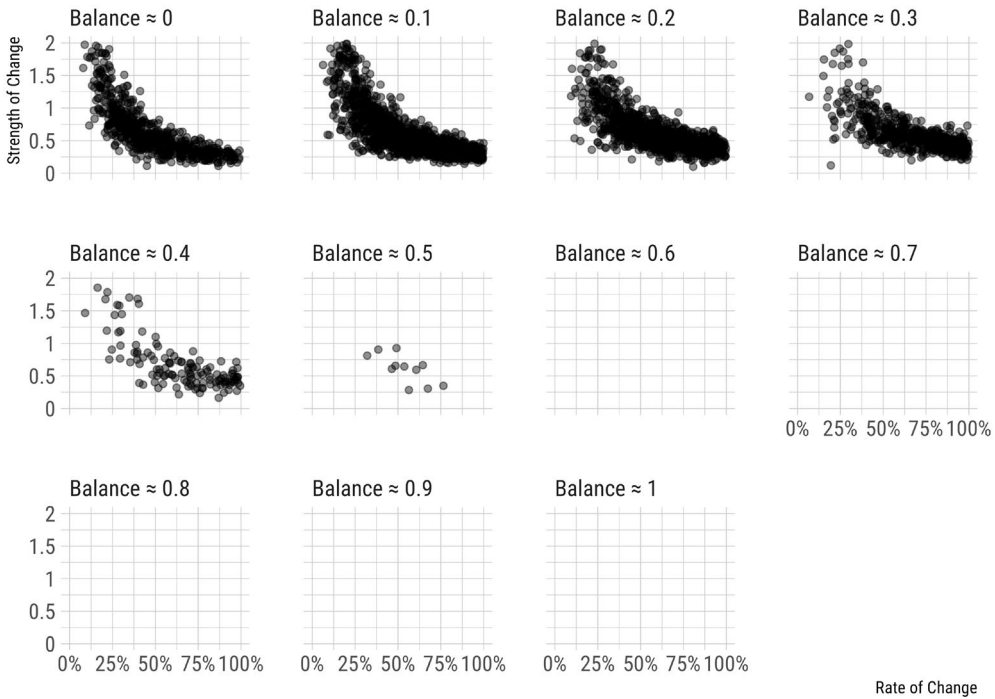 Balance ≈ 0 Balance ≈ 0.1 Balance ≈ 0.2 Balance ≈ 0.3
Strength of Change
2
1.5
1
0.5
0
Balance ≈ 0.4 Balance ≈ 0.5 Balance ≈ 0.6 Balance ≈ 0.7
2
1.5
1
0.5
0
0% 25% 50% 75% 100%
Balance ≈ 0.8 Balance ≈ 0.9 Balance ≈ 1
2
1.5
1
0.5
0
0% 25% 50% 75% 100% 0% 25% 50% 75% 100% 0% 25% 50% 75% 100%
Rate of Change